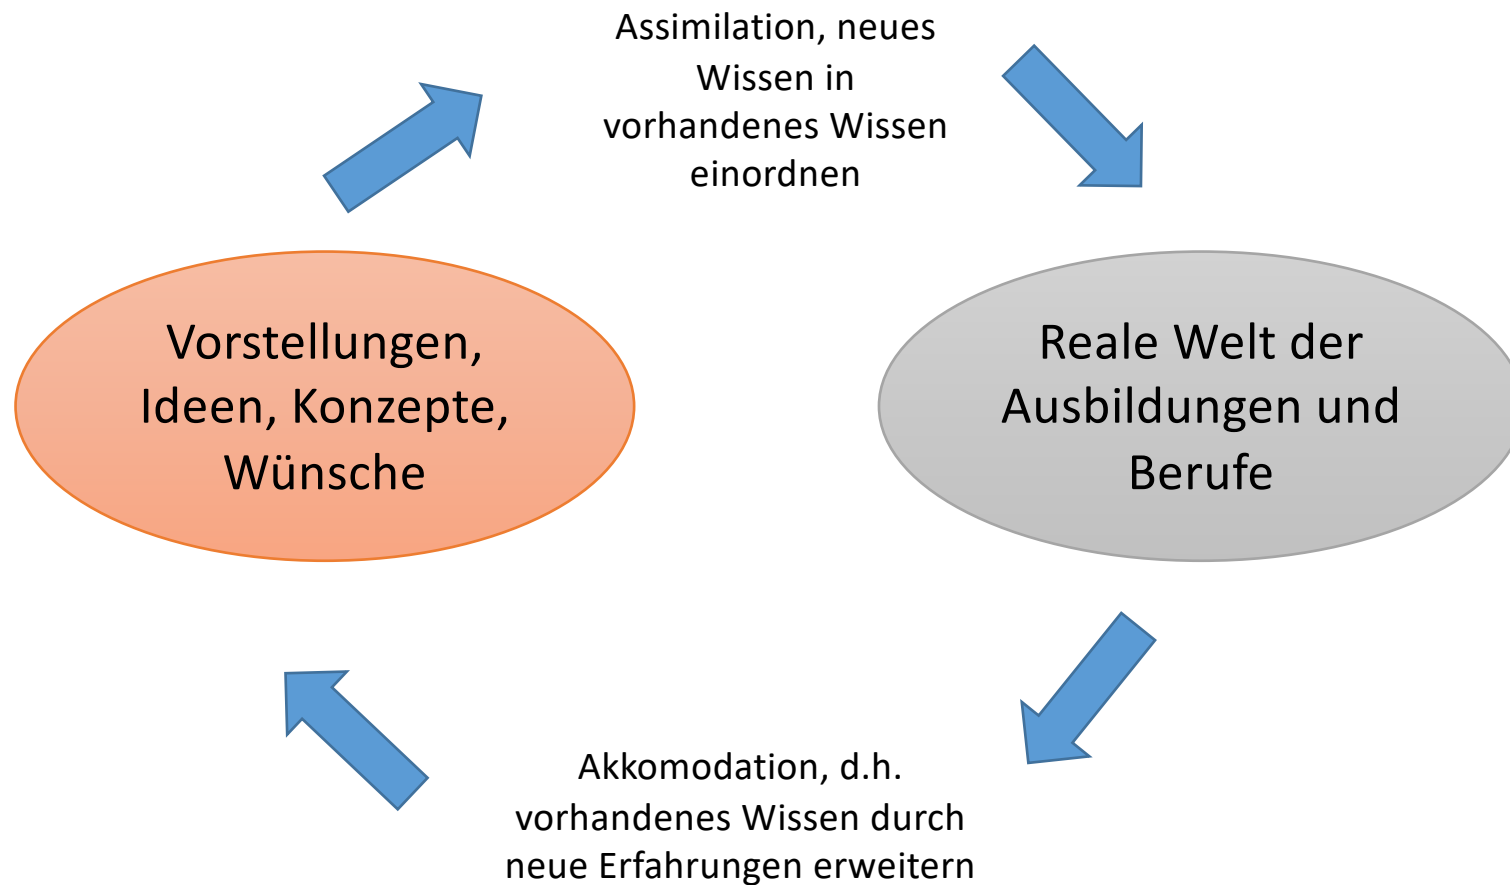 Assimilation, neues
Wissen in
vorhandenes Wissen
einordnen
Vorstellungen,
Ideen, Konzepte,
Wünsche
Reale Welt der
Ausbildungen und
Berufe
Akkomodation, d.h.
vorhandenes Wissen durch
neue Erfahrungen erweitern